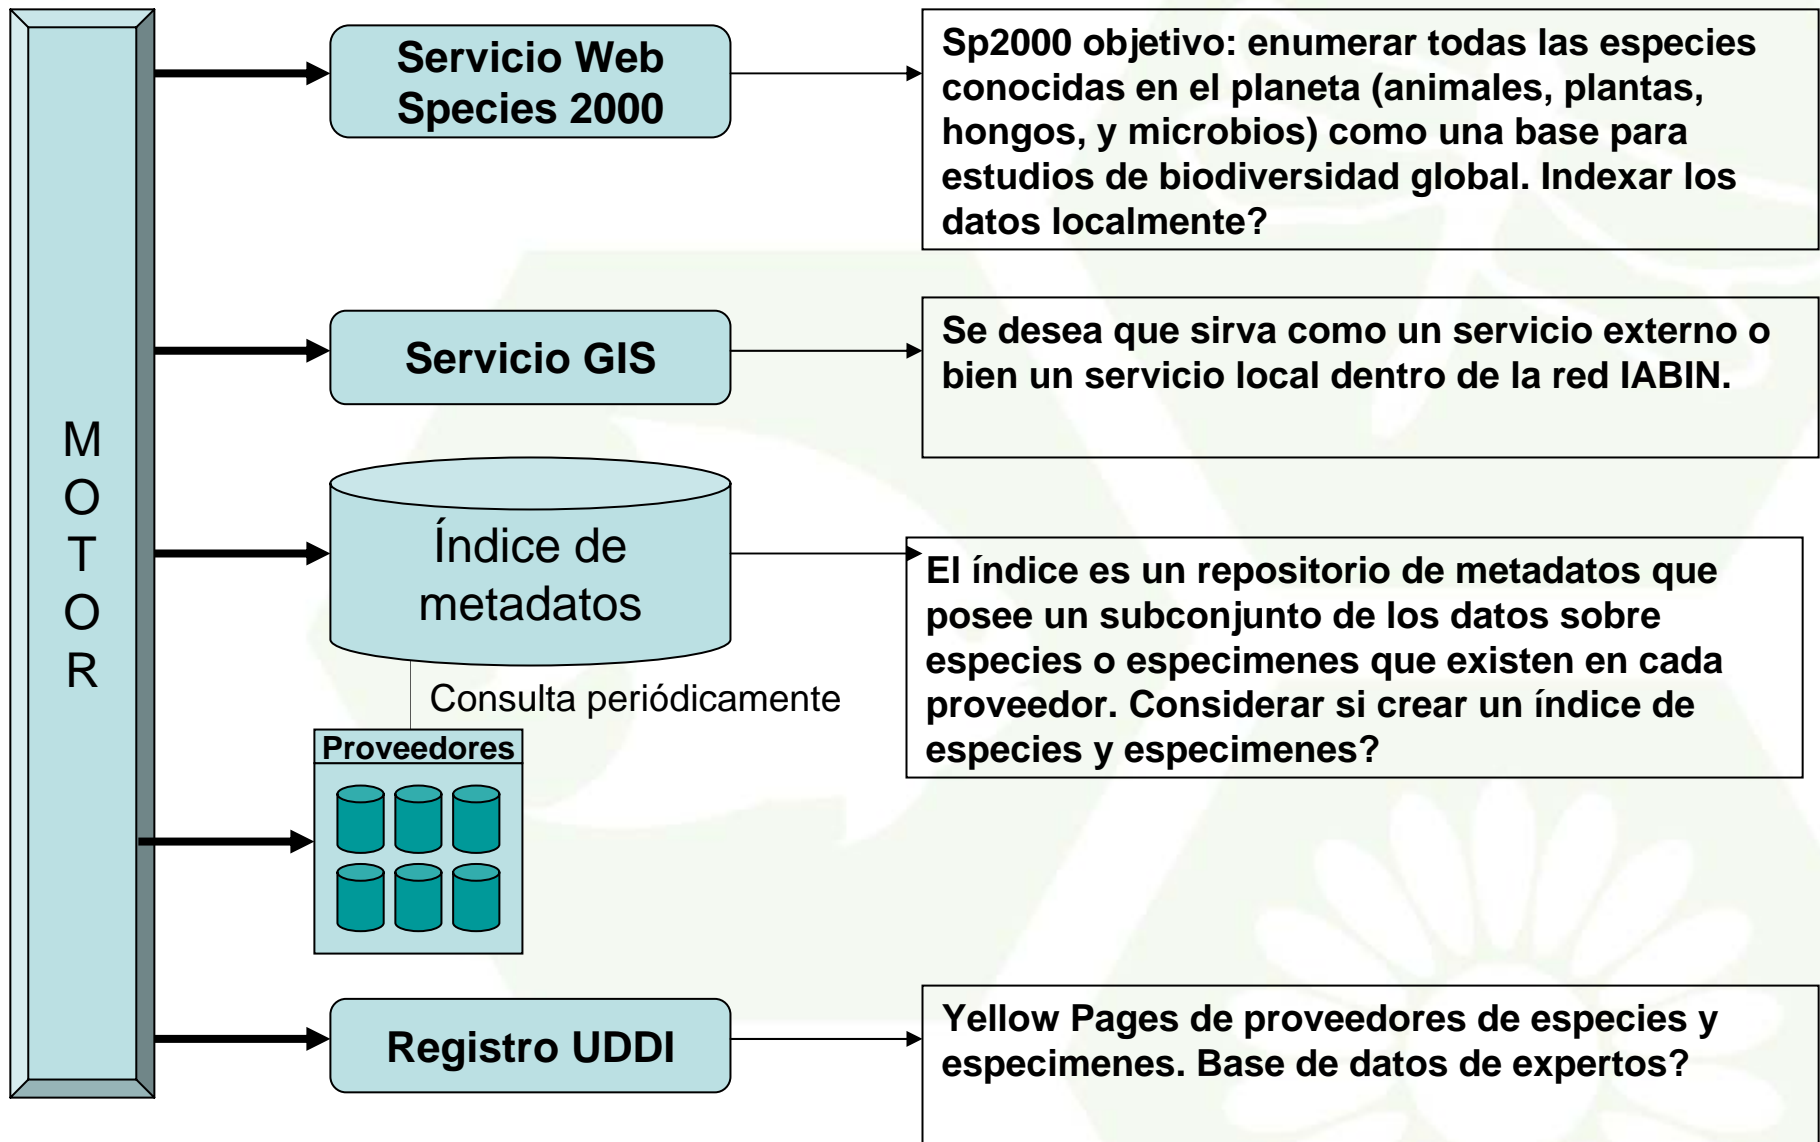 M
O
T
O
R
Servicio Web
Species 2000
Sp2000 objetivo: enumerar todas las especies
conocidas en el planeta (animales, plantas,
hongos, y microbios) como una base para
estudios de biodiversidad global. Indexar los
datos localmente?
Servicio GIS
Se desea que sirva como un servicio externo o
bien un servicio local dentro de la red IABIN.
Índice de
metadatos
El índice es un repositorio de metadatos que
posee un subconjunto de los datos sobre
especies o especimenes que existen en cada
proveedor. Considerar si crear un índice de
especies y especimenes?
Consulta periódicamente
Proveedores
Registro UDDI
Yellow Pages de proveedores de especies y
especimenes. Base de datos de expertos?